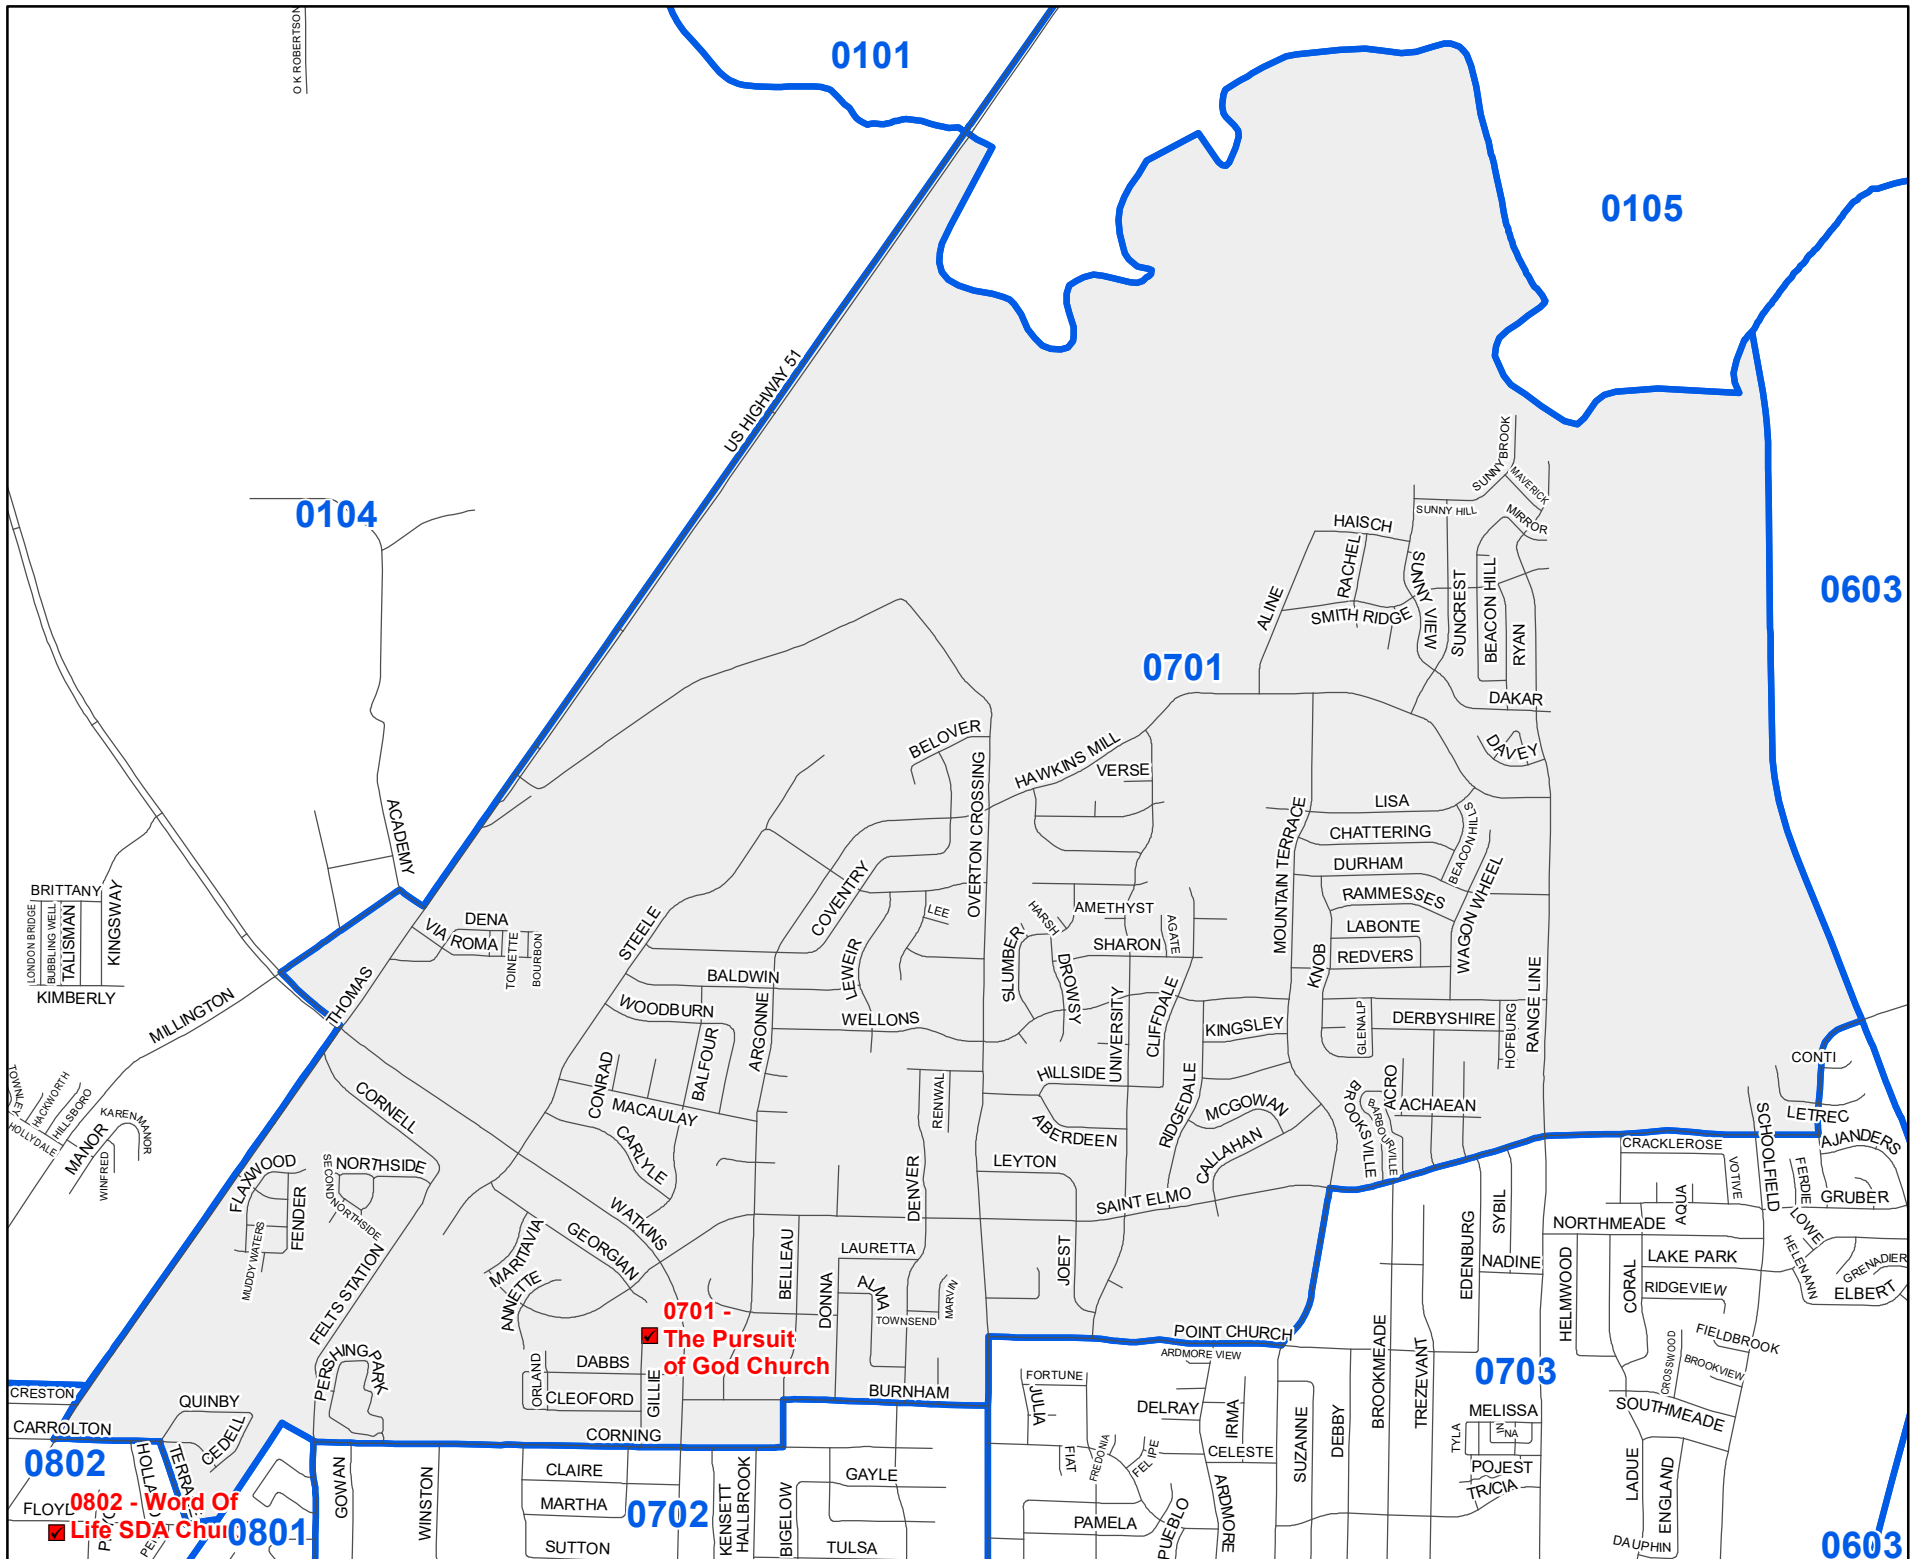 O K ROBERTSON
0101
0105
US HIGHWAY 51
0104
SUNNYBROOK
MAVERICK
SUNNY HILL
MIRROR
HAISCH
RACHEL
SUNNY VIEW
SUNCREST
BEACON HILL
RYAN
ALINE
SMITH RIDGE
0603
0701
DAKAR
DAVEY
BELOVER
HAWKINS MILL
VERSE
OVERTON CROSSING
ACADEMY
MOUNTAIN TERRACE
LISA
CHATTERING
BEACON HILLS
DURHAM
RAMMESSES
WAGON WHEEL
LABONTE
REDVERS
KNOB
RANGE LINE
BRITTANY
LONDON BRIDGE
BUBBLING WELL
TALISMAN
KINGSWAY
KIMBERLY
DENA
VIA ROMA
TOINETTE
BOURBON
STEELE
COVENTRY
LEE
LEWEIR
SLUMBER
HARSH
AMETHYST
AGATE
SHARON
DROWSY
UNIVERSITY
CLIFFDALE
BALDWIN
WOODBURN
BALFOUR
ARGONNE
WELLONS
KINGSLEY
GLENALP
DERBYSHIRE
HOFBURG
THOMAS
MILLINGTON
CONTI
TOWNLEY
HACKWORTH
HILLSBORO
HOLLYDALE
MANOR
KARENMANOR
WINFRED
CORNELL
CONRAD
MACAULAY
CARLYLE
RENWAL
HILLSIDE
ABERDEEN
RIDGEDALE
MCGOWAN
CALLAHAN
BROOKSVILLE
BARBOURVILLE
ACRO
ACHAEAN
LETREC
SCHOOLFIELD
CRACKLEROSE
AJANDERS
VOTIVE
FERDIE
GRUBER
FLAXWOOD
FENDER
MUDDY WATERS
SECOND NORTHSIDE
NORTHSIDE
WATKINS
GEORGIAN
MARITAVIA
ANNETTE
DENVER
LEYTON
SAINT ELMO
JOEST
EDENBURG
SYBIL
NADINE
NORTHMEADE
AQUA
LOWE
HELEN ANN
GRENADIER
ELBERT
LAKE PARK
RIDGEVIEW
CORAL
HELMWOOD
FELTS STATION
BELLEAU
LAURETTA
DONNA
ALMA
MARVIN
TOWNSEND
0701 -
The Pursuit
of God Church
POINT CHURCH
ARDMORE VIEW
BROOKMEADE
TREZEVANT
0703
FIELDBROOK
CROSSWOOD
BROOKVIEW
SOUTHMEADE
PERSHING PARK
ORLAND
DABBS
CLEOFORD
GILLIE
BURNHAM
CORNING
FORTUNE
JULIA
DELRAY
IRMA
SUZANNE
DEBBY
MELISSA
TYLA
POJEST
TRICIA
CRESTON
CARROLTON
QUINBY
CEDELL
0802
FLOYD
0802 - Word Of
Life SDA Chur
0801
GOWAN
WINSTON
CLAIRE
MARTHA
0702
SUTTON
KENSETT
HALLBROOK
BIGELOW
GAYLE
TULSA
FIAT
FREDONIA
FELIPE
CELESTE
PAMELA
PUEBLO
ARDMORE
LADUE
ENGLAND
DAUPHIN
0603